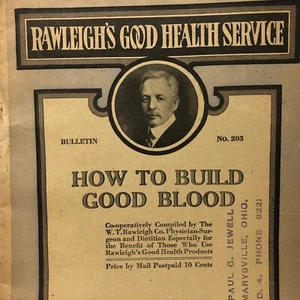 RAWLEIGH'S GOOD HEALTH SERVICE
BULLETIN No. 203
HOW TO BUILD
GOOD BLOOD
Co-operatively Compiled by The
W. T. Rawleigh Co. Physician-Sur-
geon and Dietitian Especially for
the Benefit of Those Who Use
Rawleigh's Good Health Products
Price by Mail Postpaid 10 Cents
PAUL G. JEWELL
MARYSVILLE, OHIO,
D. 4, PHONE 8221